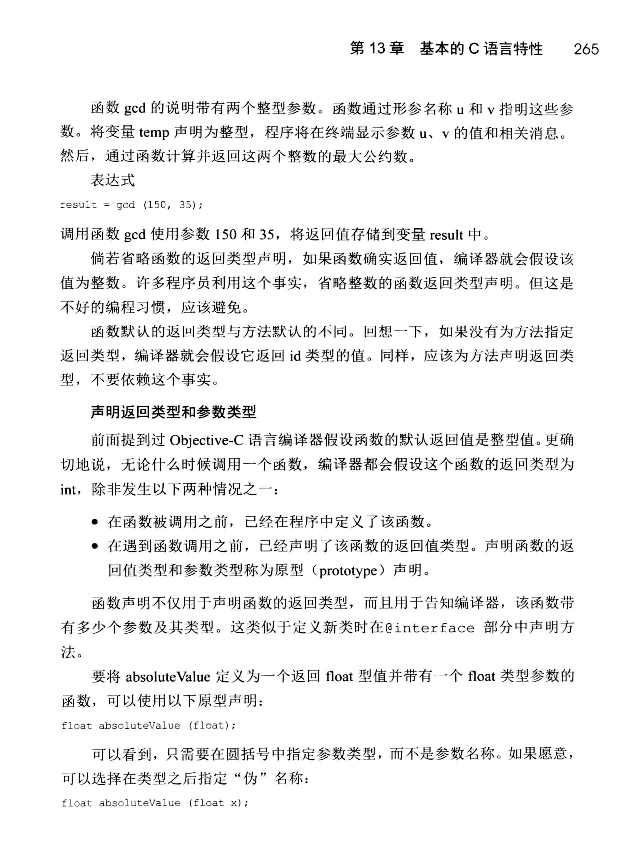 第 13 章 基本的 C 语言特性 265
函数 gcd 的说明带有两个整型参数。函数通过形参名称 u 和 v 指明这些参
数。将变量 temp 声明为整型，程序将在终端显示参数 u、v 的值和相关消息。
然后，通过函数计算并返回这两个整数的最大公约数。
表达式
result = gcd (150, 35);
调用函数 gcd 使用参数 150 和 35，将返回值存储到变量 result 中。
倘若省略函数的返回类型声明，如果函数确实返回值，编译器就会假设该
值为整数。许多程序员利用这个事实，省略整数的函数返回类型声明。但这是
不好的编程习惯，应该避免。
函数默认的返回类型与方法默认的不同。回想一下，如果没有为方法指定
返回类型，编译器就会假设它返回 id 类型的值。同样，应该为方法声明返回类
型，不要依赖这个事实。
声明返回类型和参数类型
前面提到过 Objective-C 语言编译器假设函数的默认返回值是整型值。更确
切地说，无论什么时候调用一个函数，编译器都会假设这个函数的返回类型为
int，除非发生以下两种情况之一：
● 在函数被调用之前，已经在程序中定义了该函数。
● 在遇到函数调用之前，已经声明了该函数的返回值类型。声明函数的返
回值类型和参数类型称为原型（prototype）声明。
函数声明不仅用于声明函数的返回类型，而且用于告知编译器，该函数带
有多少个参数及其类型。这类似于定义新类时在@interface 部分中声明方
法。
要将 absoluteValue 定义为一个返回 float 型值并带有一个 float 类型参数的
函数，可以使用以下原型声明：
float absoluteValue (float);
可以看到，只需要在圆括号中指定参数类型，而不是参数名称。如果愿意，
可以选择在类型之后指定“伪”名称：
float absoluteValue (float x);